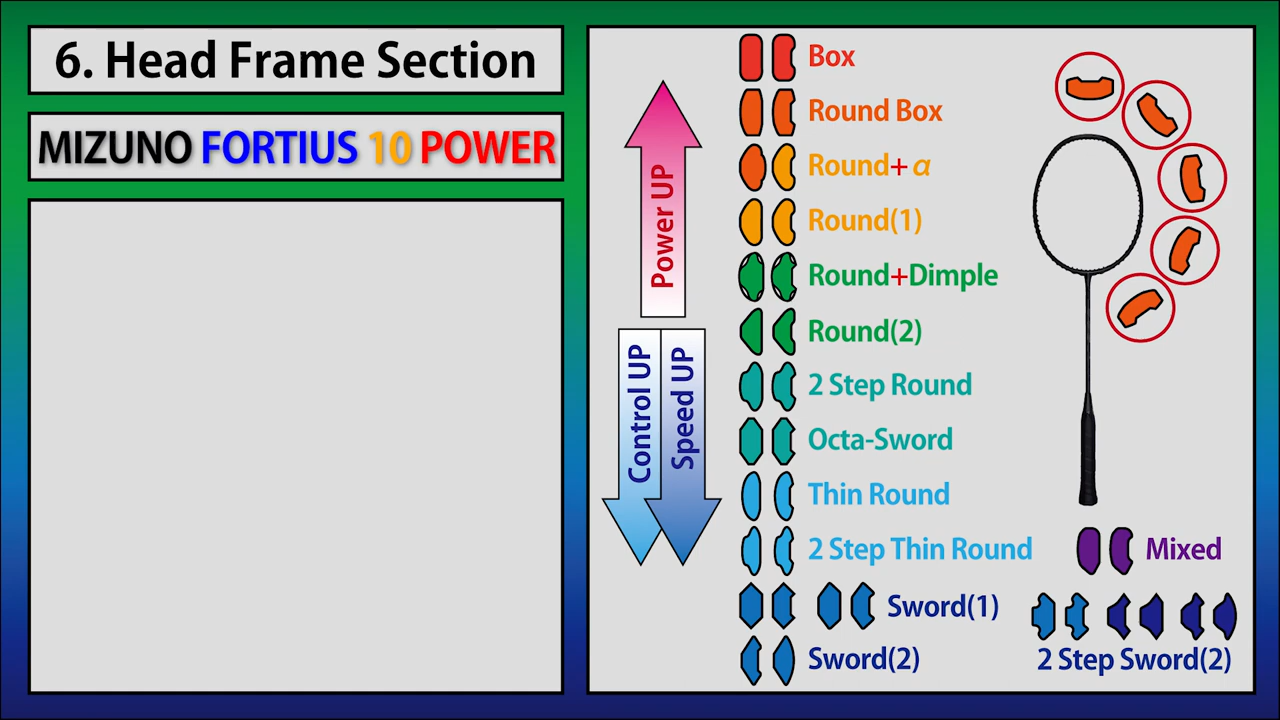 6. Head Frame Section
MIZUNO FORTIUS 10 POWER
Power UP
Control UP
Speed UP
Box
Round Box
Round+ α
Round(1)
Round+Dimple
Round(2)
2 Step Round
Octa-Sword
Thin Round
2 Step Thin Round
Mixed
Sword(1)
Sword(2)
2 Step Sword(2)